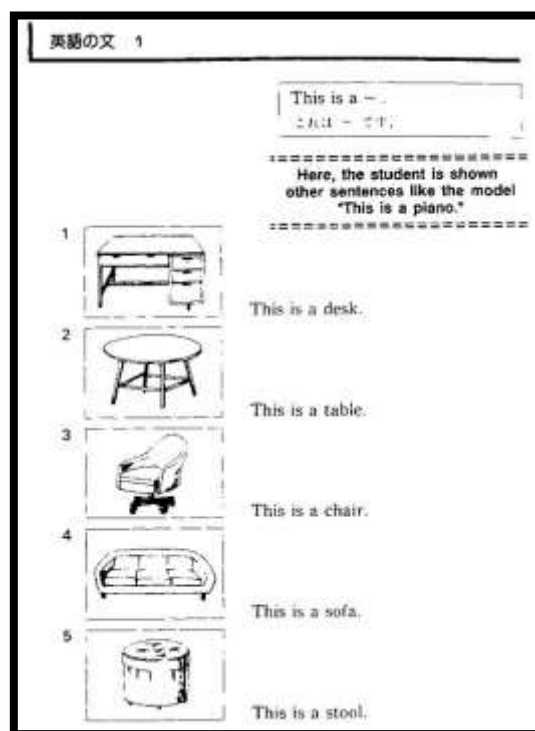 英語の文 1
This is a — .
これは — です。
Here, the student is shown
other sentences like the model
"This is a piano."
1
This is a desk.
2
This is a table.
3
This is a chair.
4
This is a sofa.
5
This is a stool.